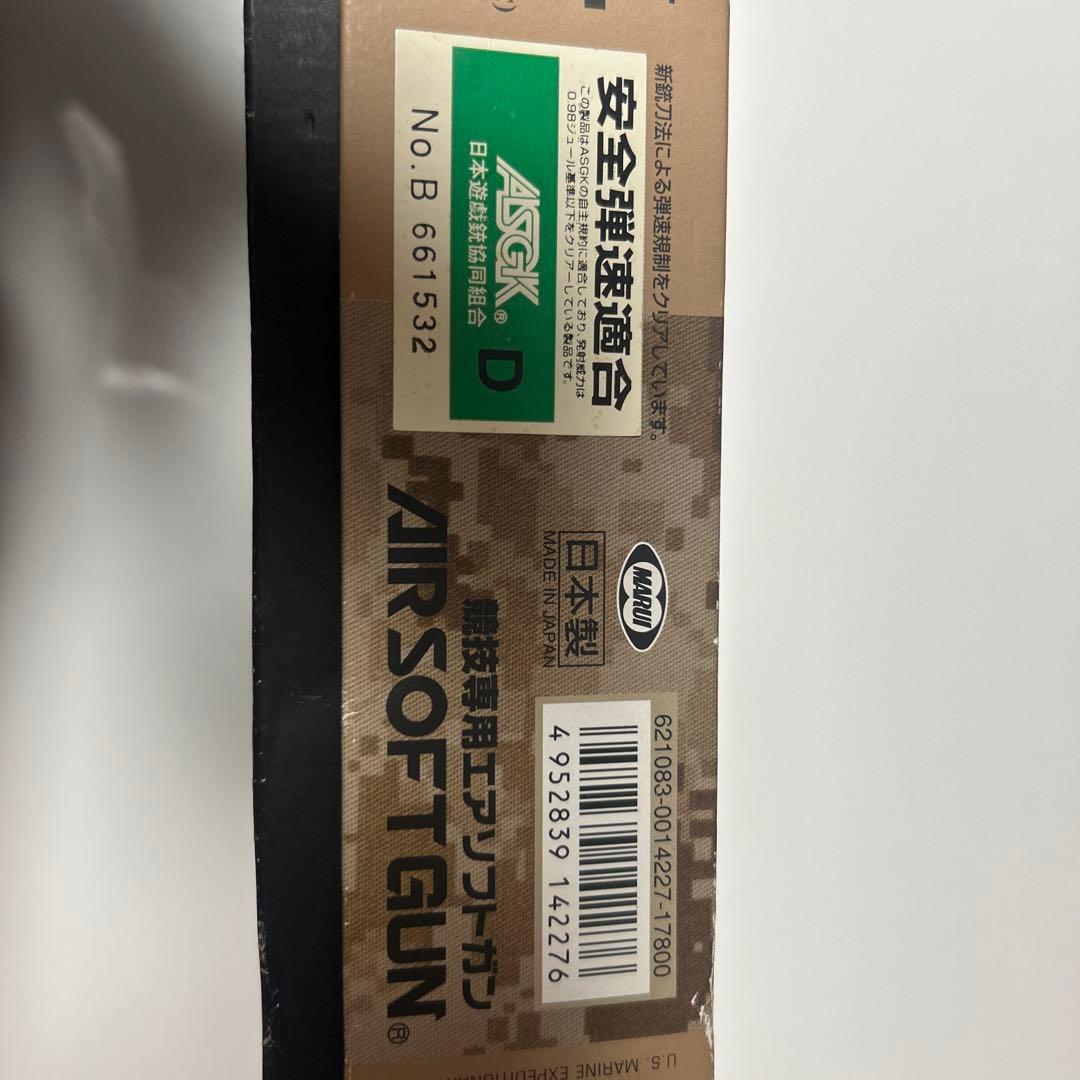 新銃刀法による弾速規制をクリアしています。
安全弾速適合
この製品はASGKの自主規約に適合しており、発射威力は
0.98ジュール基準以下をクリアーしている製品です。
ASGK® D
日本遊戯銃協同組合
No.B 661532
MARUI
日本製
MADE IN JAPAN
621083-0014227-17800
4 952839 142276
競技専用エアソフトガン
AIRSOFT GUN®
U.S. MARINE